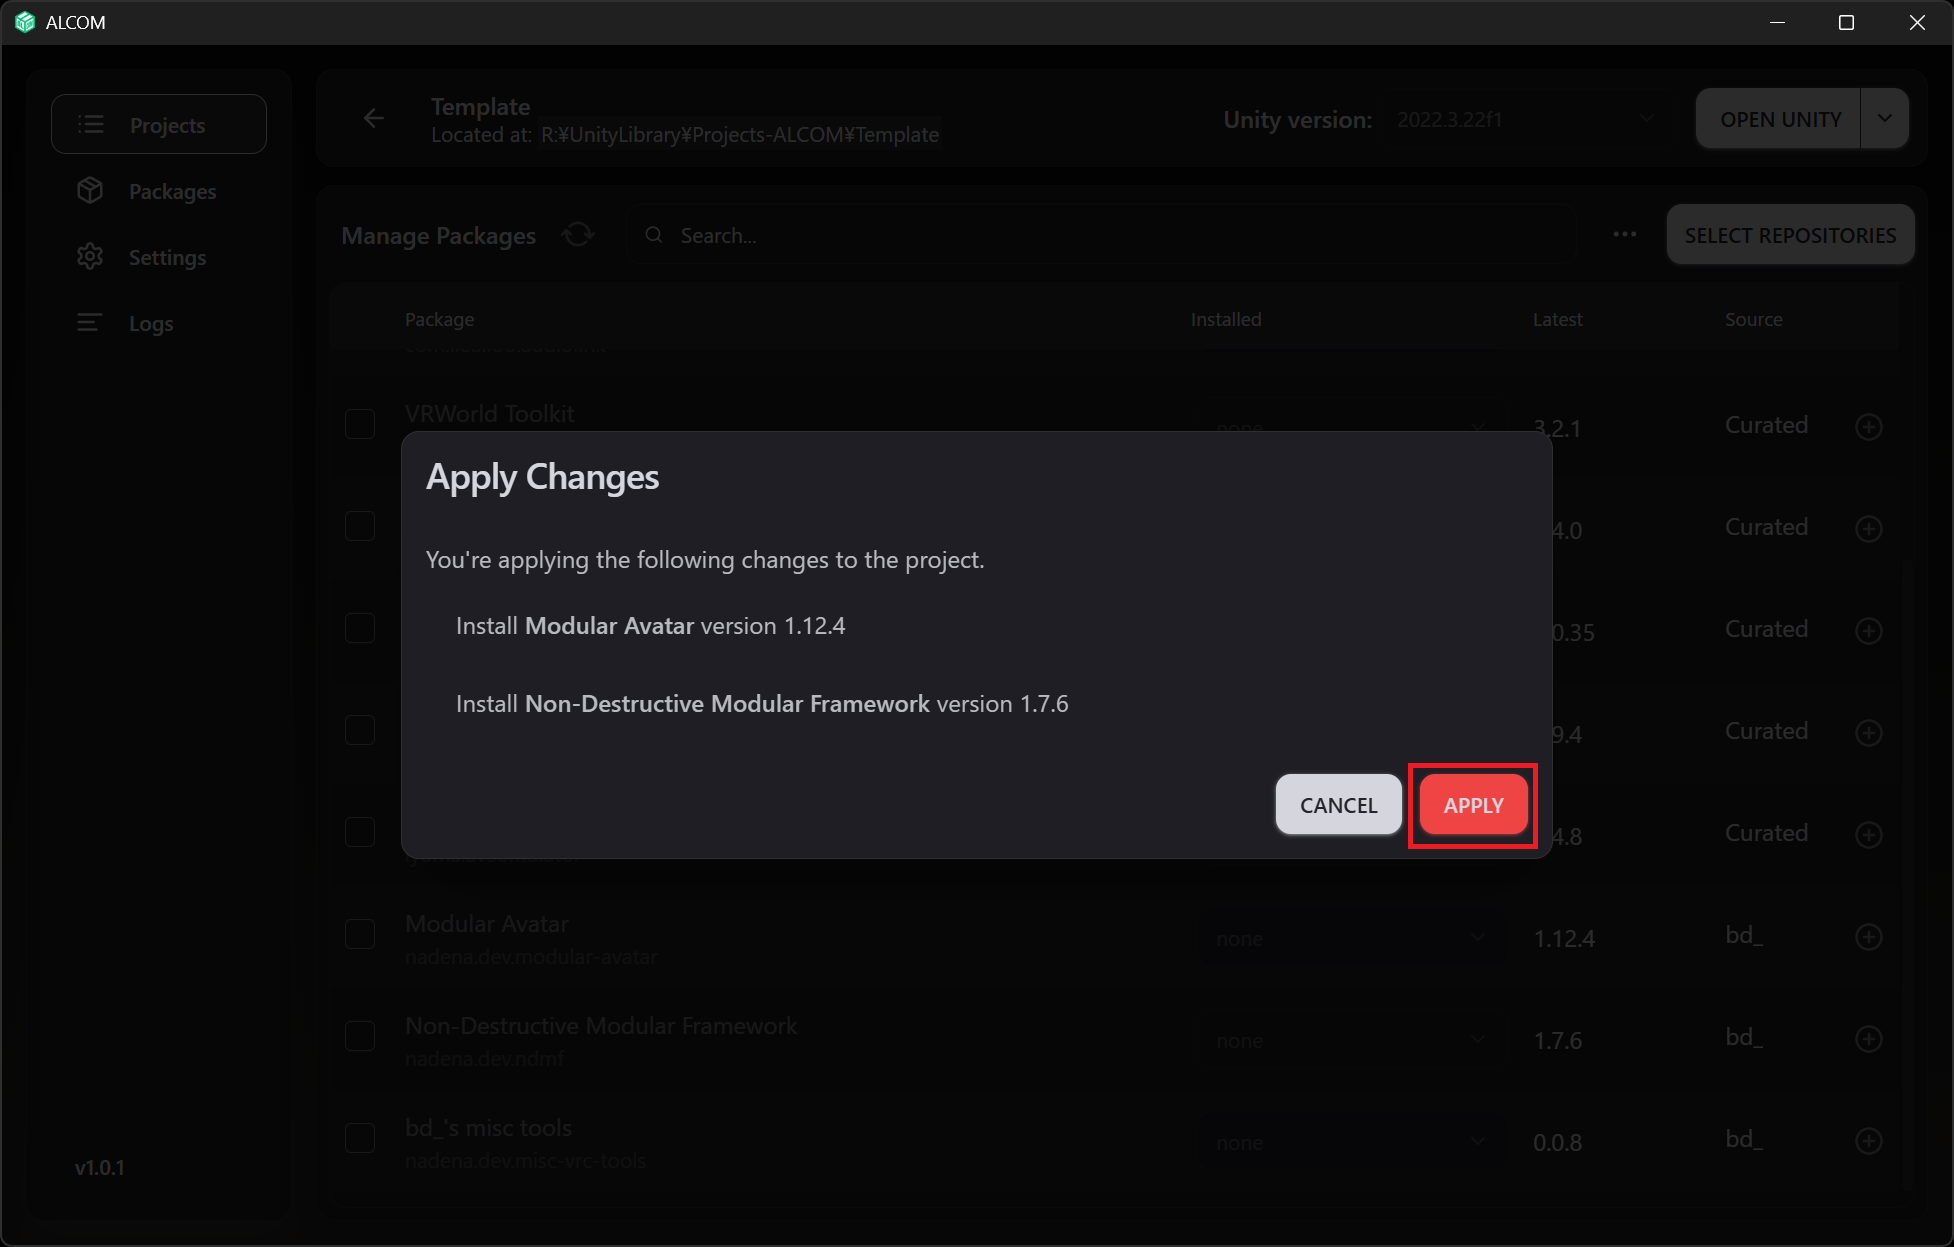 ALCOM
Projects
Packages
Settings
Logs
v1.0.1
Template
Located at: R:¥UnityLibrary¥Projects-ALCOM¥Template
Unity version: 2022.3.22f1
OPEN UNITY
Manage Packages
Search...
SELECT REPOSITORIES
Package Installed Latest Source
VRWorld Toolkit
none 3.2.1 Curated
4.0 Curated
0.35 Curated
9.4 Curated
4.8 Curated
Apply Changes
You're applying the following changes to the project.
Install Modular Avatar version 1.12.4
Install Non-Destructive Modular Framework version 1.7.6
CANCEL APPLY
Modular Avatar
nadena.dev.modular-avatar
none 1.12.4 bd_
Non-Destructive Modular Framework
nadena.dev.ndmf
none 1.7.6 bd_
bd_'s misc tools
nadena.dev.misc-vrc-tools
none 0.0.8 bd_